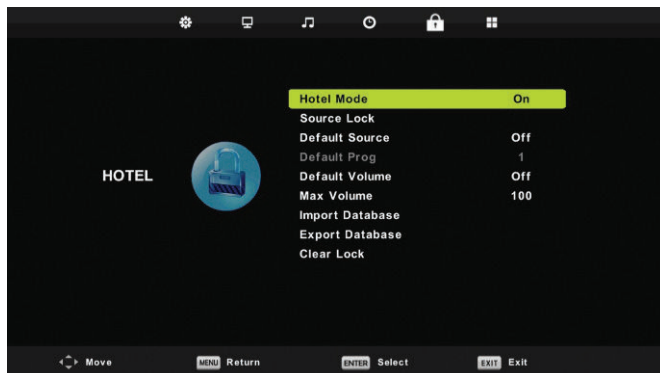 Hotel Mode On
Source Lock
Default Source Off
Default Prog 1
HOTEL
Default Volume Off
Max Volume 100
Import Database
Export Database
Clear Lock
Move MENU Return ENTER Select EXIT Exit